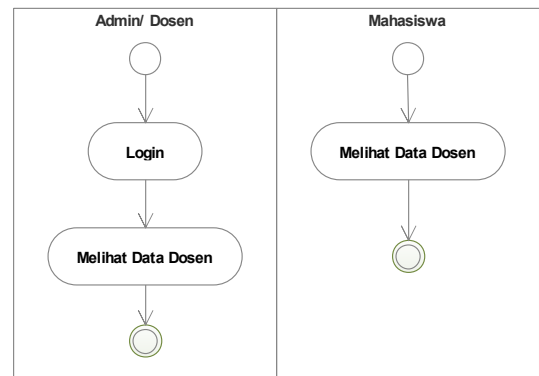 Admin/ Dosen
Mahasiswa
Login
Melihat Data Dosen
Melihat Data Dosen